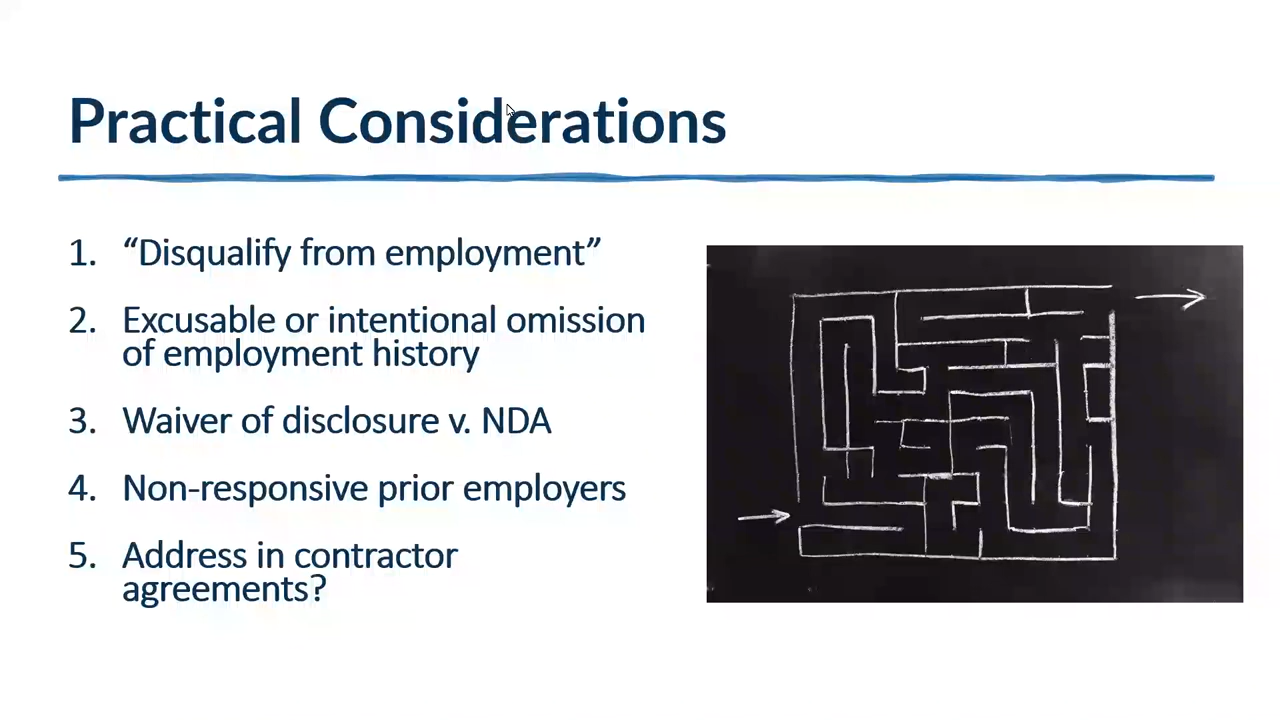 Practical Considerations
1. “Disqualify from employment”
2. Excusable or intentional omission
of employment history
3. Waiver of disclosure v. NDA
4. Non-responsive prior employers
5. Address in contractor
agreements?